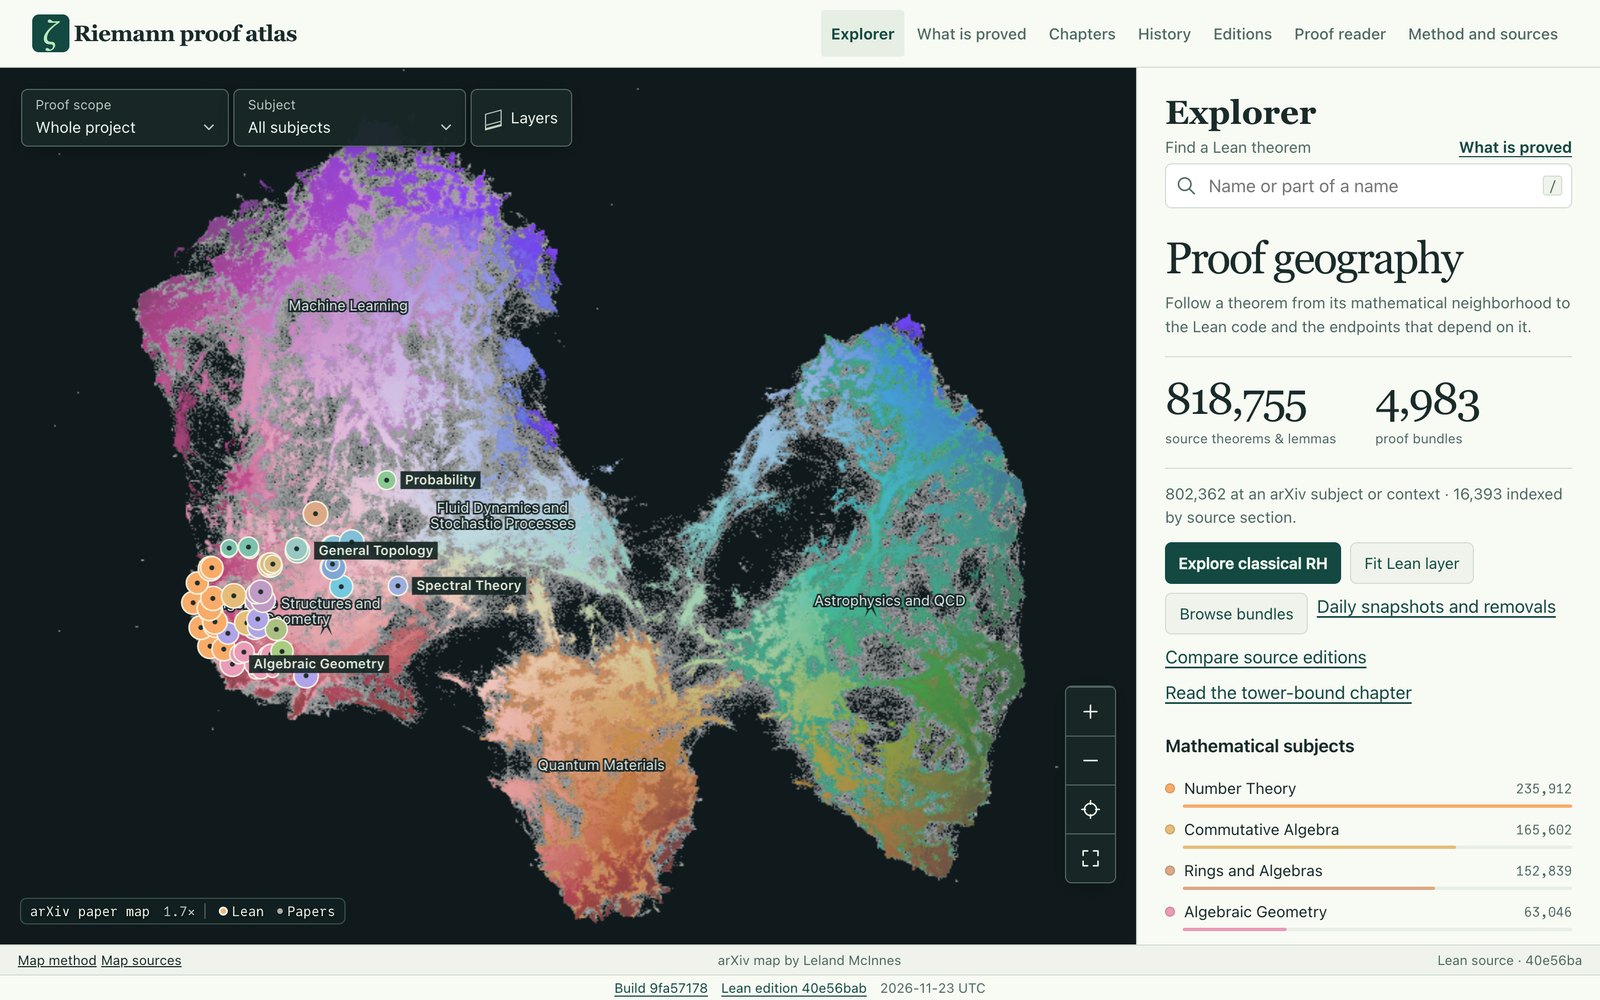 ζ Riemann proof atlas
Explorer
What is proved
Chapters
History
Editions
Proof reader
Method and sources
Proof scope
Whole project
Subject
All subjects
Layers
Machine Learning
Probability
Fluid Dynamics and
Stochastic Processes
General Topology
Spectral Theory
Structures and
Geometry
Algebraic Geometry
Astrophysics and QCD
Quantum Materials
arXiv paper map 1.7×
Lean
Papers
Explorer
Find a Lean theorem
What is proved
Name or part of a name
/
Proof geography
Follow a theorem from its mathematical neighborhood to
the Lean code and the endpoints that depend on it.
818,755
source theorems & lemmas
4,983
proof bundles
802,362 at an arXiv subject or context · 16,393 indexed
by source section.
Explore classical RH
Fit Lean layer
Browse bundles
Daily snapshots and removals
Compare source editions
Read the tower-bound chapter
Mathematical subjects
Number Theory 235,912
Commutative Algebra 165,602
Rings and Algebras 152,839
Algebraic Geometry 63,046
Map method Map sources
arXiv map by Leland McInnes
Lean source · 40e56ba
Build 9fa57178 Lean edition 40e56bab 2026-11-23 UTC